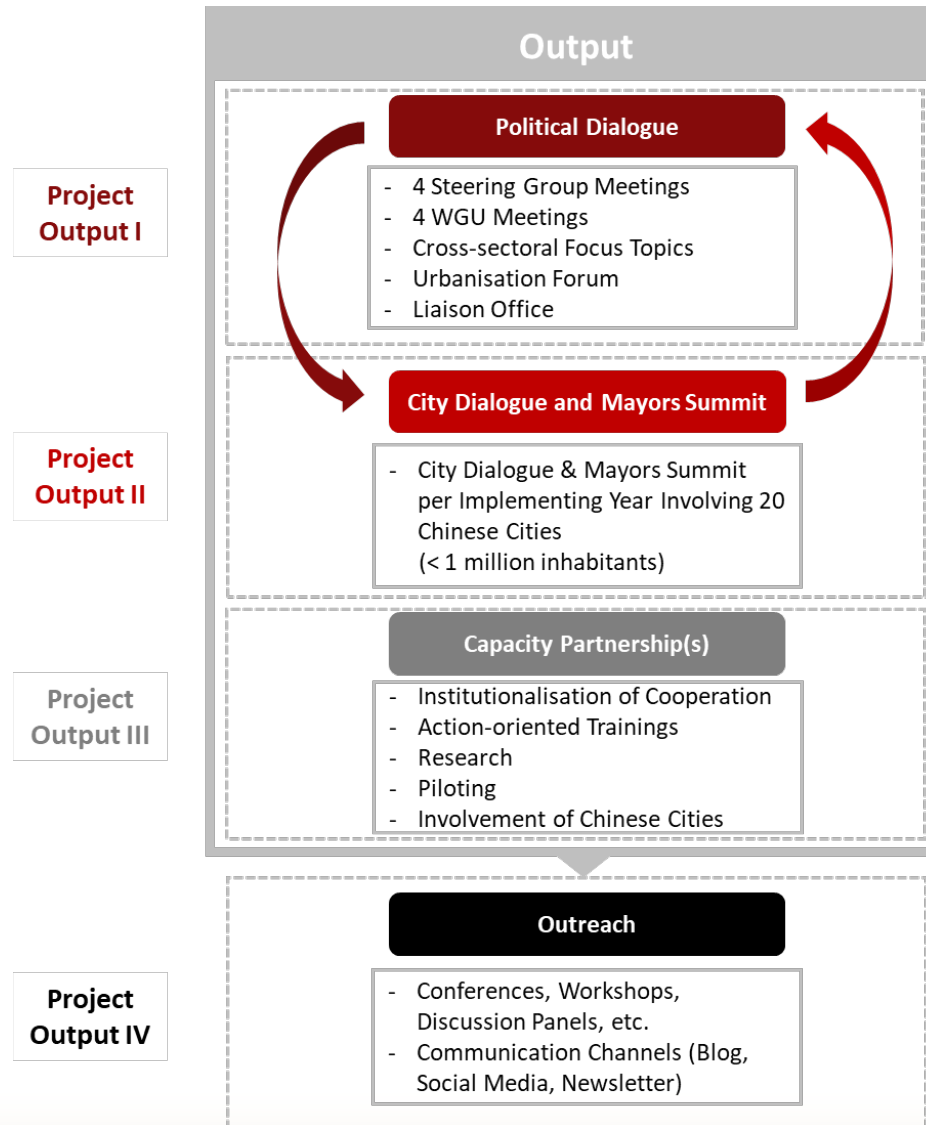 Output
Political Dialogue
Project
Output I
- 4 Steering Group Meetings
- 4 WGU Meetings
- Cross-sectoral Focus Topics
- Urbanisation Forum
- Liaison Office
City Dialogue and Mayors Summit
Project
Output II
- City Dialogue & Mayors Summit
per Implementing Year Involving 20
Chinese Cities
(< 1 million inhabitants)
Capacity Partnership(s)
Project
Output III
- Institutionalisation of Cooperation
- Action-oriented Trainings
- Research
- Piloting
- Involvement of Chinese Cities
Outreach
Project
Output IV
- Conferences, Workshops,
Discussion Panels, etc.
- Communication Channels (Blog,
Social Media, Newsletter)